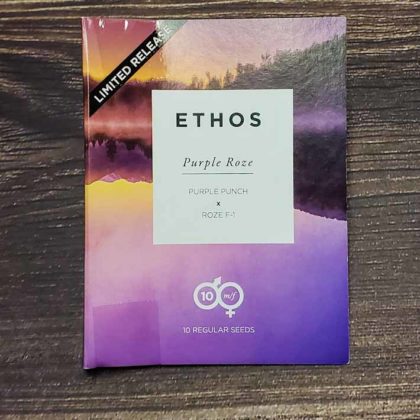 LIMITED RELEASE
ETHOS
Purple Roze
PURPLE PUNCH
x
ROZE F-1
10 m/f
10 REGULAR SEEDS